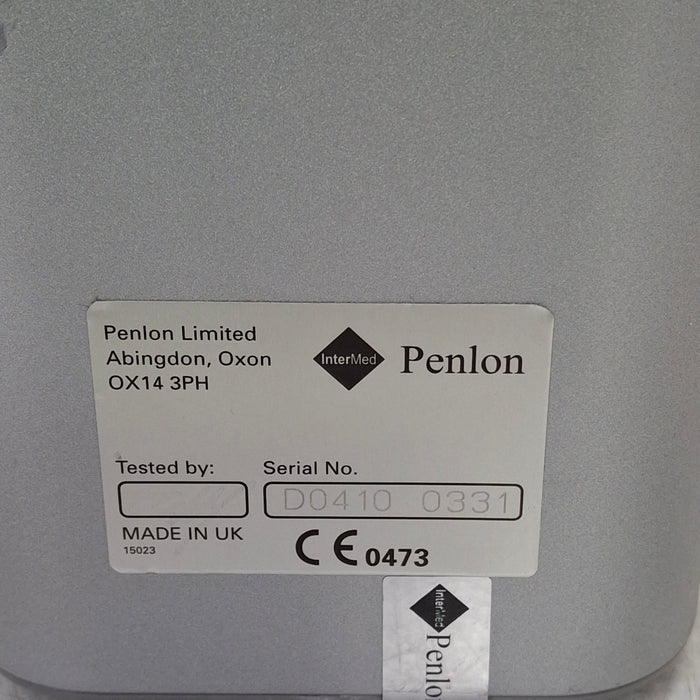 Penlon Limited
Abingdon, Oxon
OX14 3PH
InterMed
Penlon
Tested by:
Serial No.
D0410 0331
MADE IN UK
15023
CE 0473
InterMed
Penlo